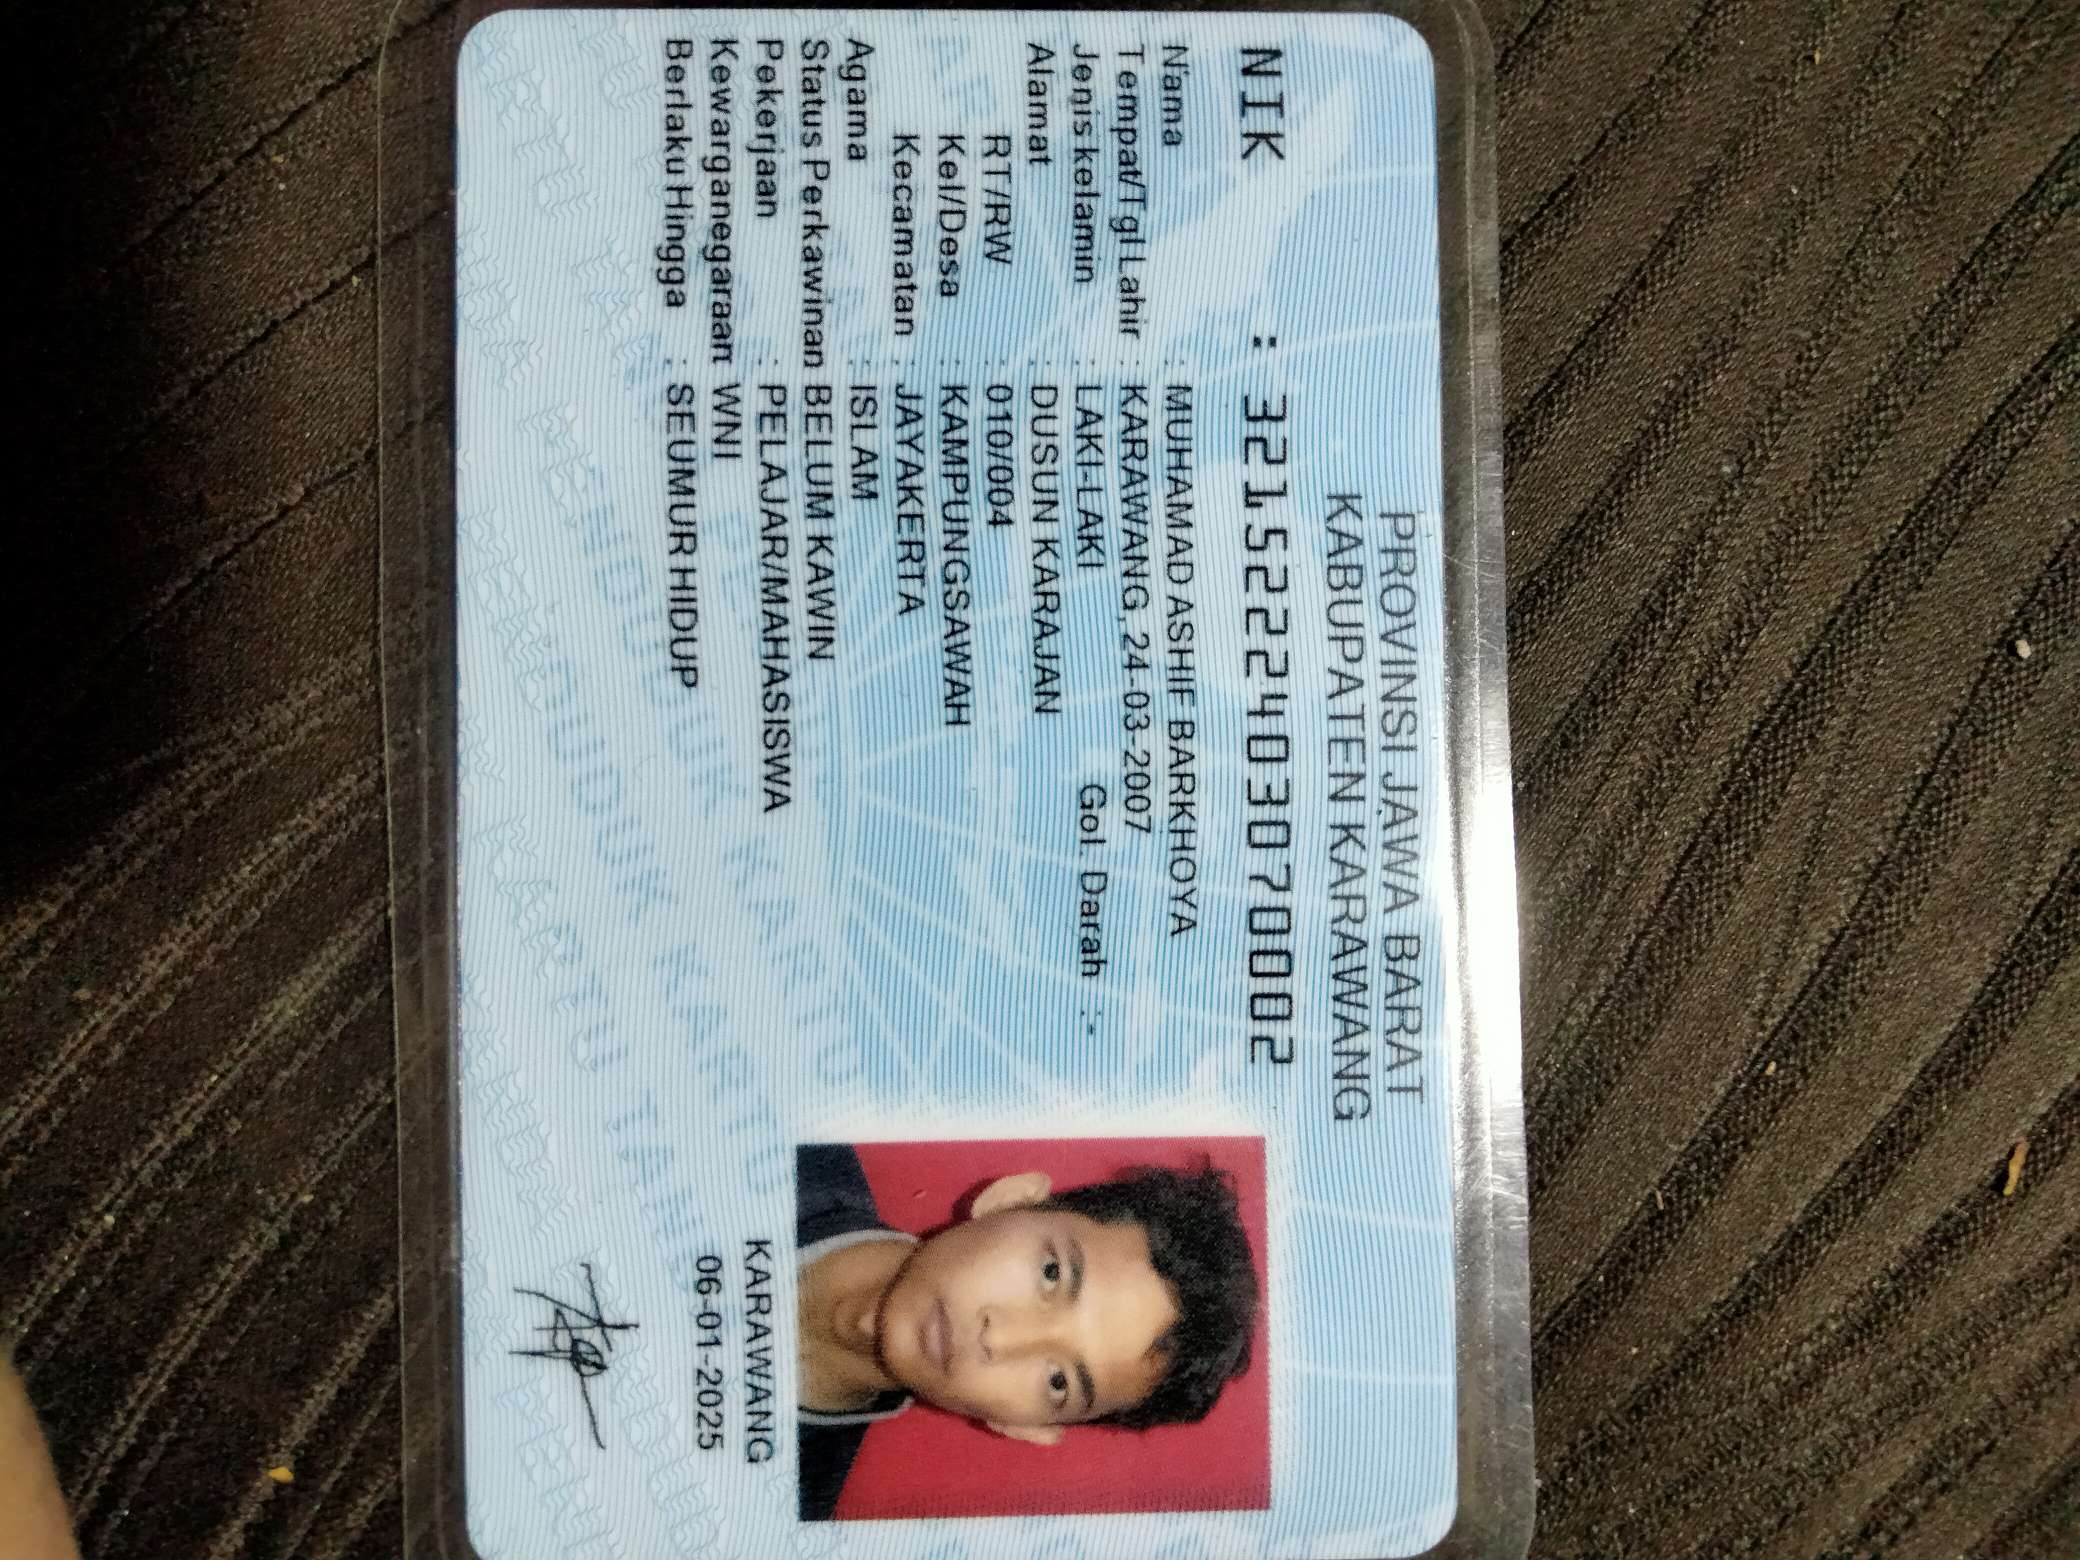 PROVINSI JAWA BARAT
KABUPATEN KARAWANG
NIK : 3215222403070002
Nama : MUHAMAD ASHIF BARKHOYA
Tempat/Tgl Lahir : KARAWANG, 24-03-2007
Jenis kelamin : LAKI-LAKI Gol. Darah : -
Alamat : DUSUN KARAJAN
RT/RW : 010/004
Kel/Desa : KAMPUNGSAWAH
Kecamatan : JAYAKERTA
Agama : ISLAM
Status Perkawinan BELUM KAWIN
Pekerjaan : PELAJAR/MAHASISWA
Kewarganegaraan WNI
Berlaku Hingga : SEUMUR HIDUP
KARAWANG
06-01-2025